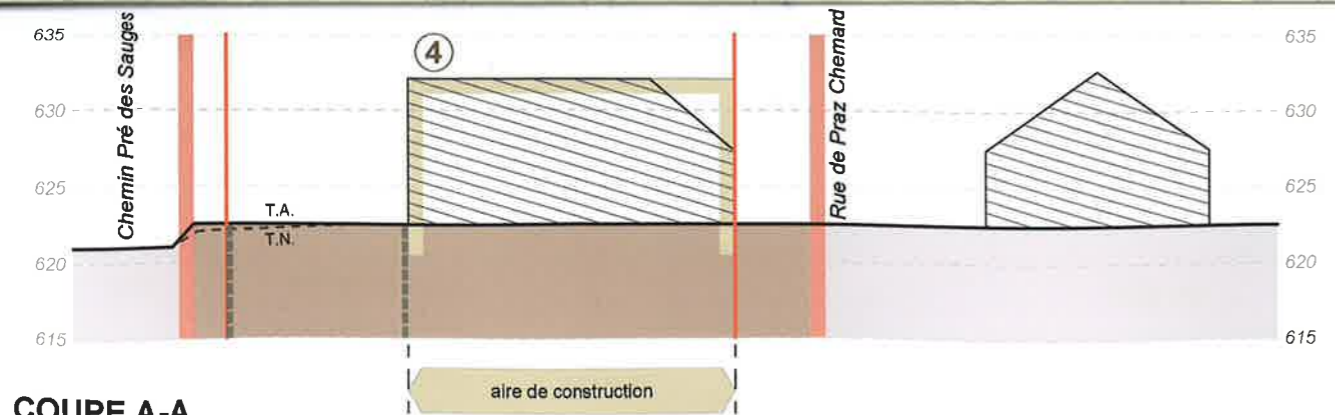 635
Chemin Pré des Sauges
4
Rue de Praz Chemard
635
630
630
625
625
T.A.
T.N.
620
620
615
615
aire de construction
COUPE A-A